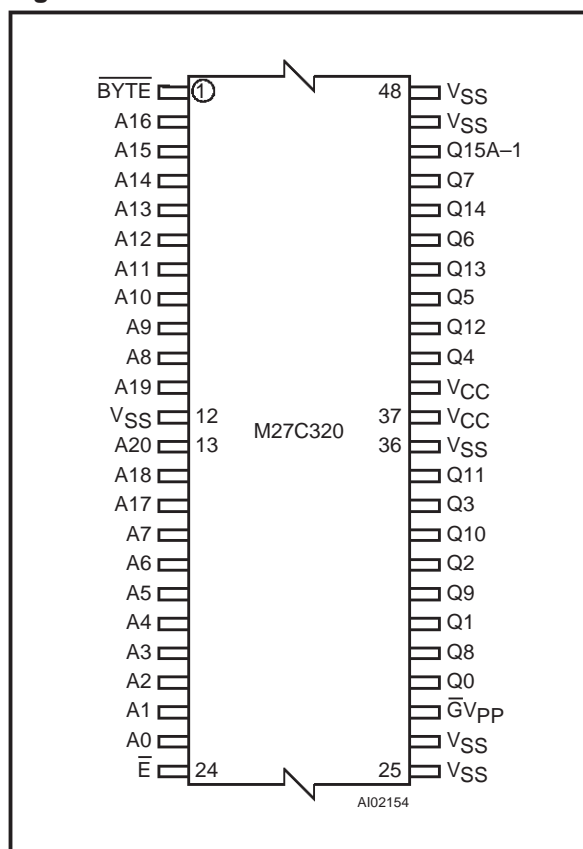 B̅Y̅T̅E̅ 1 48 VSS
A16 VSS
A15 Q15A–1
A14 Q7
A13 Q14
A12 Q6
A11 Q13
A10 Q5
A9 Q12
A8 Q4
A19 VCC
VSS 12 37 VCC
M27C320
A20 13 36 VSS
A18 Q11
A17 Q3
A7 Q10
A6 Q2
A5 Q9
A4 Q1
A3 Q8
A2 Q0
A1 G̅VPP
A0 VSS
E̅ 24 25 VSS
AI02154